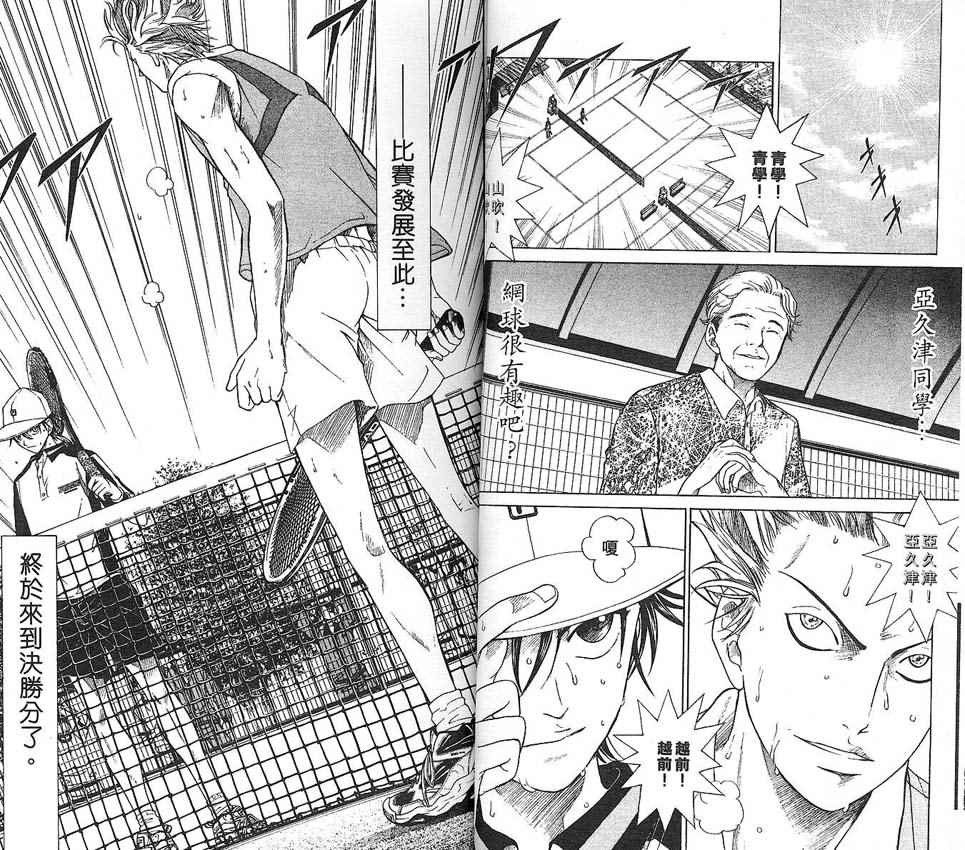 青學！
青學！
山吹！
亞久津同學…
網球很有趣吧？
亞久津！
亞久津！
嗄
越前！
越前！
——比賽發展至此…
終於來到決勝分了。